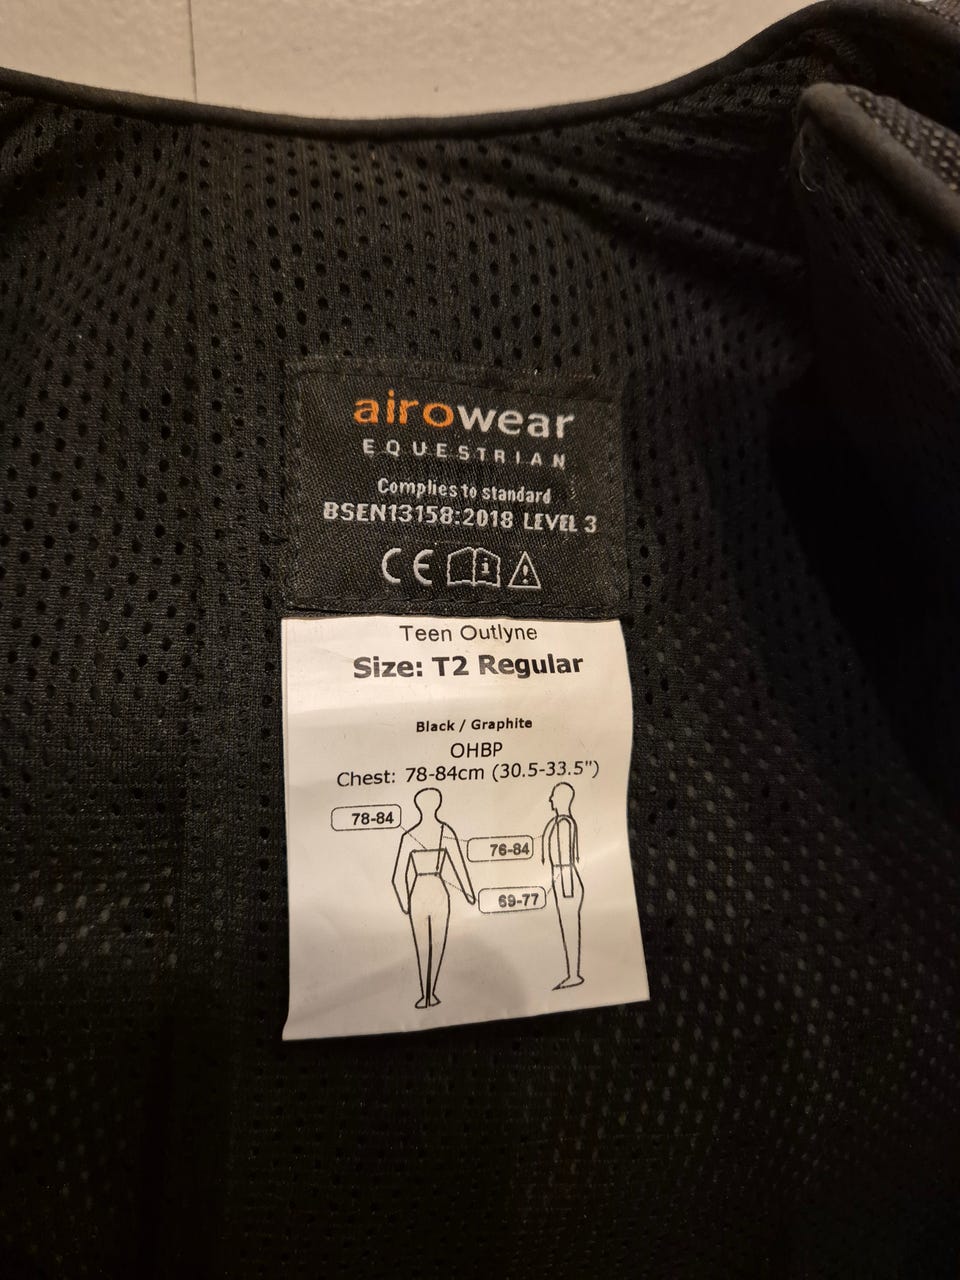 airowear
EQUESTRIAN
Complies to standard
BSEN13158:2018 LEVEL 3
CE
Teen Outlyne
Size: T2 Regular
Black / Graphite
OHBP
Chest: 78-84cm (30.5-33.5")
78-84
76-84
69-77